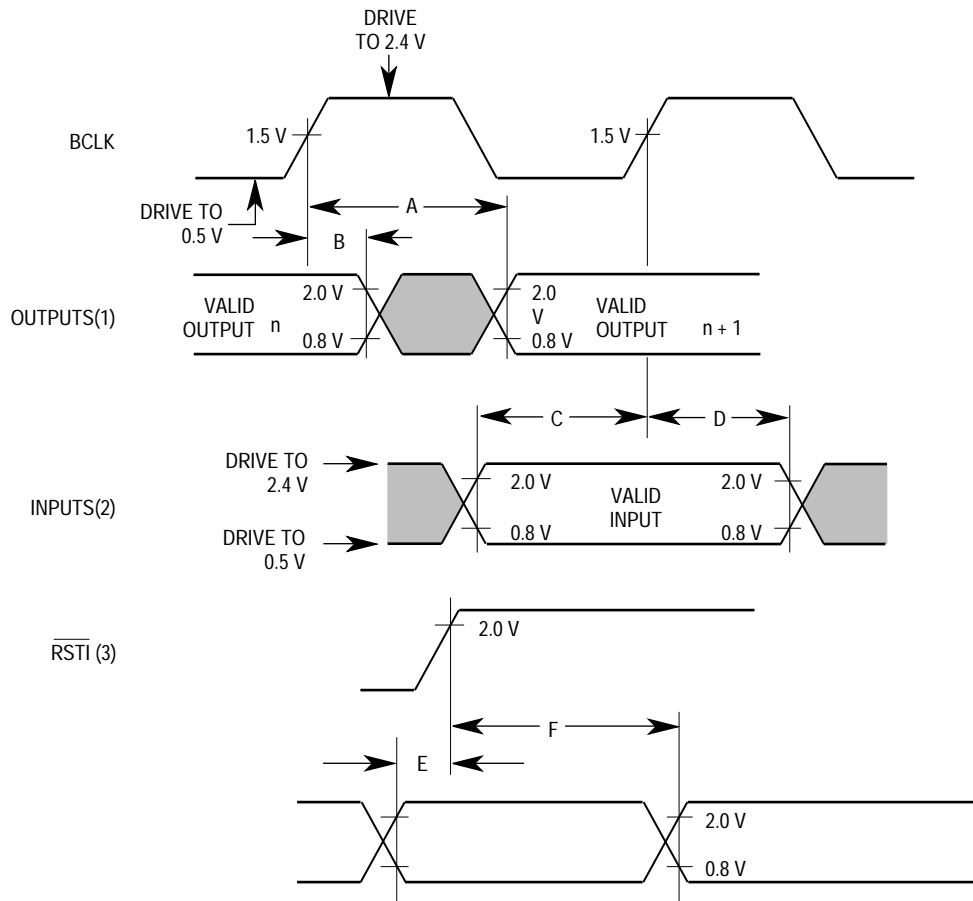 DRIVE
TO 2.4 V
BCLK
1.5 V
1.5 V
DRIVE TO
0.5 V
A
B
OUTPUTS(1)
VALID
OUTPUT n
2.0 V
0.8 V
2.0
V
0.8 V
VALID
OUTPUT n + 1
C
D
INPUTS(2)
DRIVE TO
2.4 V
DRIVE TO
0.5 V
2.0 V
0.8 V
VALID
INPUT
2.0 V
0.8 V
RSTI (3)
2.0 V
F
E
2.0 V
0.8 V